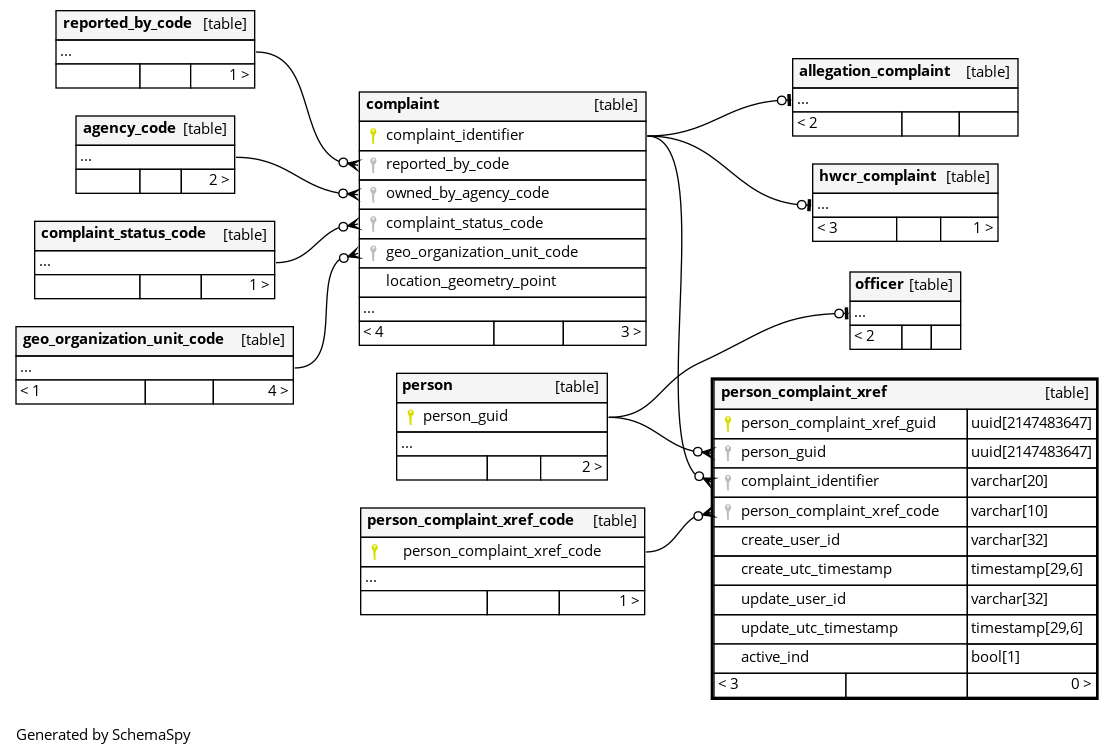 reported_by_code [table]
...
1 >
agency_code [table]
...
2 >
complaint_status_code [table]
...
1 >
geo_organization_unit_code [table]
...
< 1 4 >
complaint [table]
complaint_identifier
reported_by_code
owned_by_agency_code
complaint_status_code
geo_organization_unit_code
location_geometry_point
...
< 4 3 >
person [table]
person_guid
...
2 >
person_complaint_xref_code [table]
person_complaint_xref_code
...
1 >
allegation_complaint [table]
...
< 2
hwcr_complaint [table]
...
< 3 1 >
officer [table]
...
< 2
person_complaint_xref [table]
person_complaint_xref_guid uuid[2147483647]
person_guid uuid[2147483647]
complaint_identifier varchar[20]
person_complaint_xref_code varchar[10]
create_user_id varchar[32]
create_utc_timestamp timestamp[29,6]
update_user_id varchar[32]
update_utc_timestamp timestamp[29,6]
active_ind bool[1]
< 3 0 >
Generated by SchemaSpy